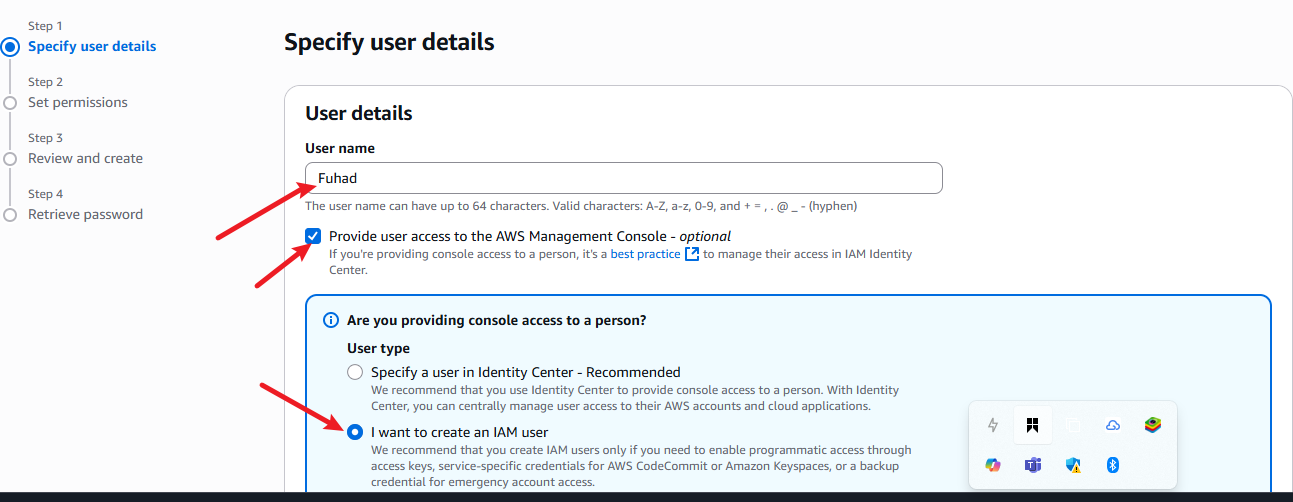 Step 1
Specify user details
Step 2
Set permissions
Step 3
Review and create
Step 4
Retrieve password
Specify user details
User details
User name
Fuhad
The user name can have up to 64 characters. Valid characters: A-Z, a-z, 0-9, and + = , . @ _ - (hyphen)
Provide user access to the AWS Management Console - optional
If you're providing console access to a person, it's a best practice to manage their access in IAM Identity
Center.
Are you providing console access to a person?
User type
Specify a user in Identity Center - Recommended
We recommend that you use Identity Center to provide console access to a person. With Identity
Center, you can centrally manage user access to their AWS accounts and cloud applications.
I want to create an IAM user
We recommend that you create IAM users only if you need to enable programmatic access through
access keys, service-specific credentials for AWS CodeCommit or Amazon Keyspaces, or a backup
credential for emergency account access.